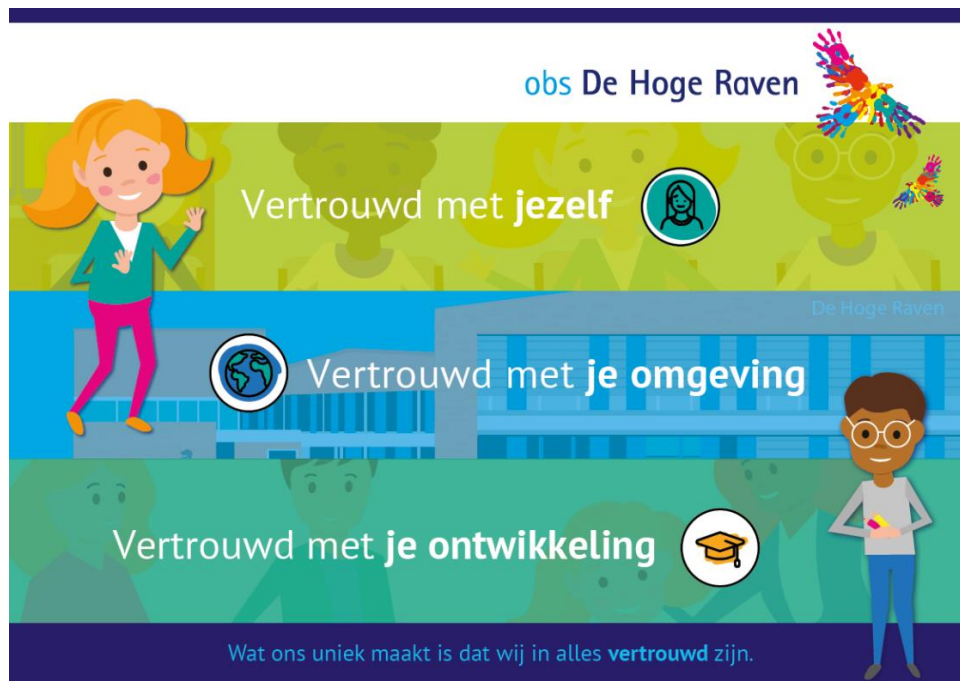 obs De Hoge Raven
Vertrouwd met jezelf
De Hoge Raven
Vertrouwd met je omgeving
Vertrouwd met je ontwikkeling
Wat ons uniek maakt is dat wij in alles vertrouwd zijn.